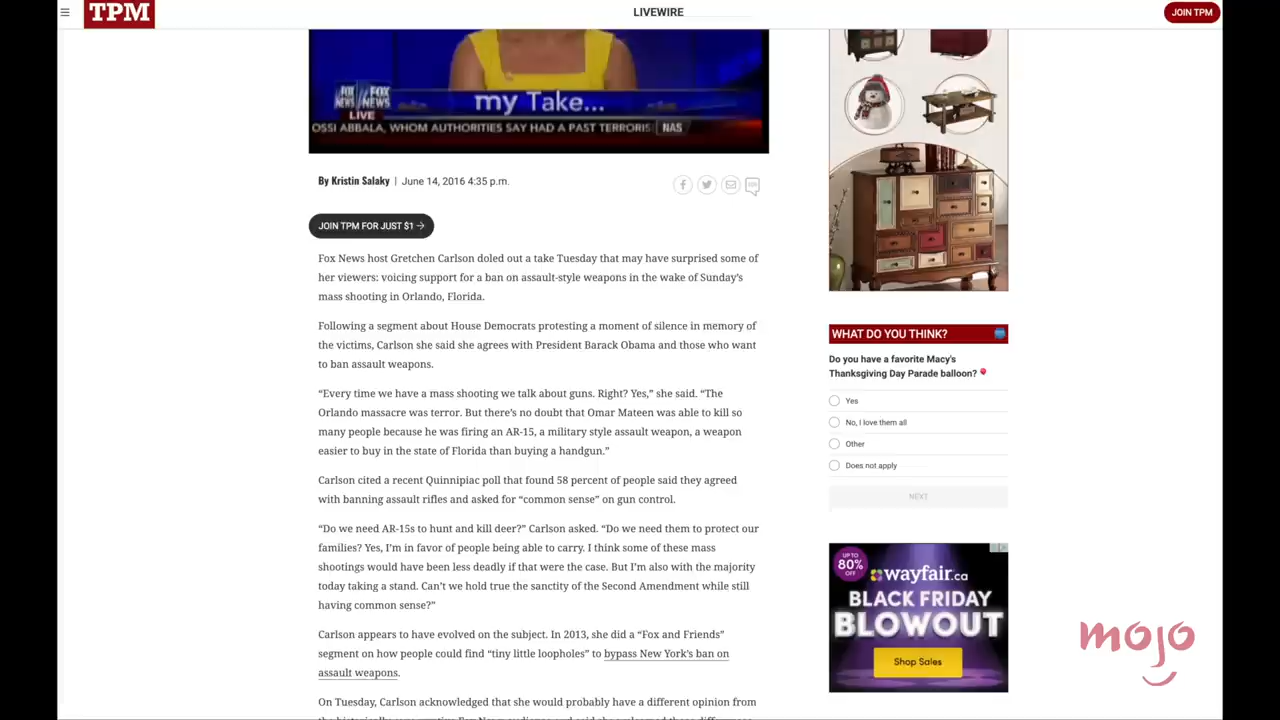 TPM
LIVEWIRE
JOIN TPM
FOX NEWS FOX NEWS
my Take...
LIVE
OSSI ABBALA, WHOM AUTHORITIES SAY HAD A PAST TERRORIS NAS
By Kristin Salaky | June 14, 2016 4:35 p.m.
JOIN TPM FOR JUST $1 →
Fox News host Gretchen Carlson doled out a take Tuesday that may have surprised some of
her viewers: voicing support for a ban on assault-style weapons in the wake of Sunday’s
mass shooting in Orlando, Florida.
Following a segment about House Democrats protesting a moment of silence in memory of
the victims, Carlson she said she agrees with President Barack Obama and those who want
to ban assault weapons.
“Every time we have a mass shooting we talk about guns. Right? Yes,” she said. “The
Orlando massacre was terror. But there’s no doubt that Omar Mateen was able to kill so
many people because he was firing an AR-15, a military style assault weapon, a weapon
easier to buy in the state of Florida than buying a handgun.”
Carlson cited a recent Quinnipiac poll that found 58 percent of people said they agreed
with banning assault rifles and asked for “common sense” on gun control.
“Do we need AR-15s to hunt and kill deer?” Carlson asked. “Do we need them to protect our
families? Yes, I’m in favor of people being able to carry. I think some of these mass
shootings would have been less deadly if that were the case. But I’m also with the majority
today taking a stand. Can’t we hold true the sanctity of the Second Amendment while still
having common sense?”
Carlson appears to have evolved on the subject. In 2013, she did a “Fox and Friends”
segment on how people could find “tiny little loopholes” to bypass New York’s ban on
assault weapons.
On Tuesday, Carlson acknowledged that she would probably have a different opinion from
WHAT DO YOU THINK?
Do you have a favorite Macy's
Thanksgiving Day Parade balloon?
Yes
No, I love them all
Other
Does not apply
NEXT
UP TO
80%
OFF
wayfair.ca
BLACK FRIDAY
BLOWOUT
Shop Sales
mojo